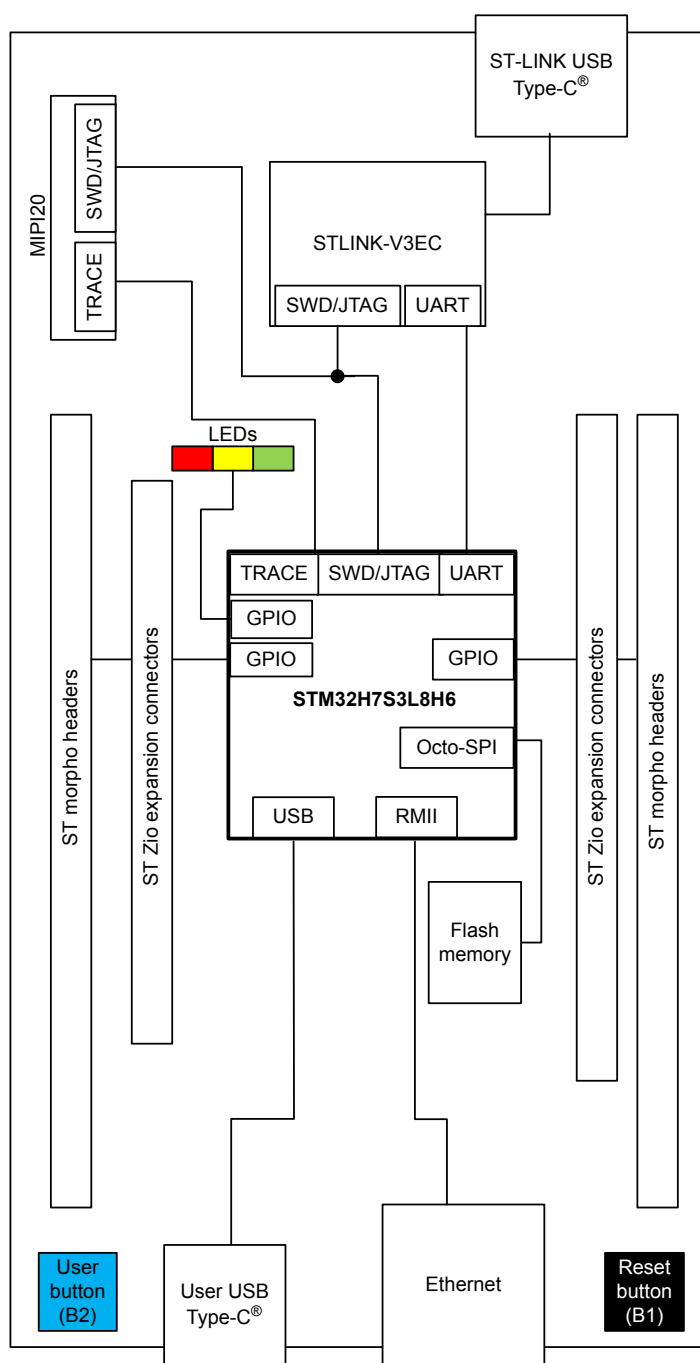 ST-LINK USB
Type-C®
MIPI20
SWD/JTAG
TRACE
STLINK-V3EC
SWD/JTAG
UART
LEDs
TRACE
SWD/JTAG
UART
GPIO
GPIO
GPIO
STM32H7S3L8H6
Octo-SPI
USB
RMII
ST morpho headers
ST Zio expansion connectors
ST Zio expansion connectors
ST morpho headers
Flash
memory
User
button
(B2)
User USB
Type-C®
Ethernet
Reset
button
(B1)